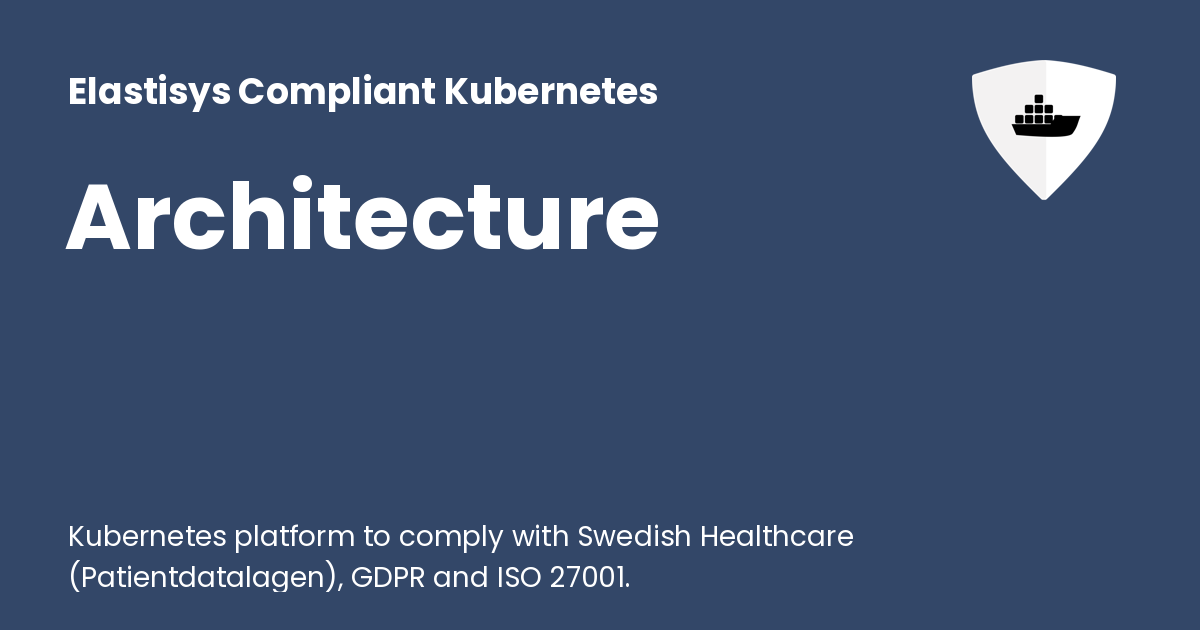 Elastisys Compliant Kubernetes
Architecture
Kubernetes platform to comply with Swedish Healthcare
(Patientdatalagen), GDPR and ISO 27001.